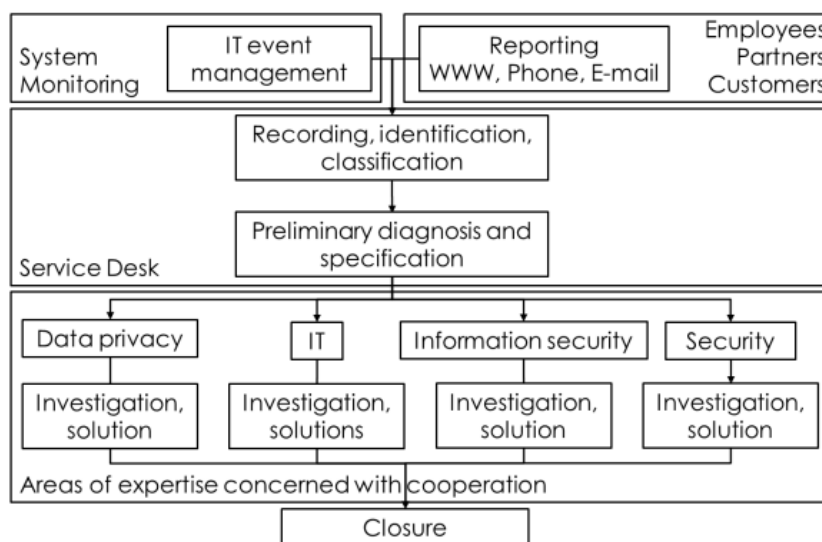 System
Monitoring
IT event
management
Reporting
WWW, Phone, E-mail
Employees
Partners
Customers
Recording, identification,
classification
Preliminary diagnosis and
specification
Service Desk
Data privacy
IT
Information security
Security
Investigation,
solution
Investigation,
solutions
Investigation,
solution
Investigation,
solution
Areas of expertise concerned with cooperation
Closure